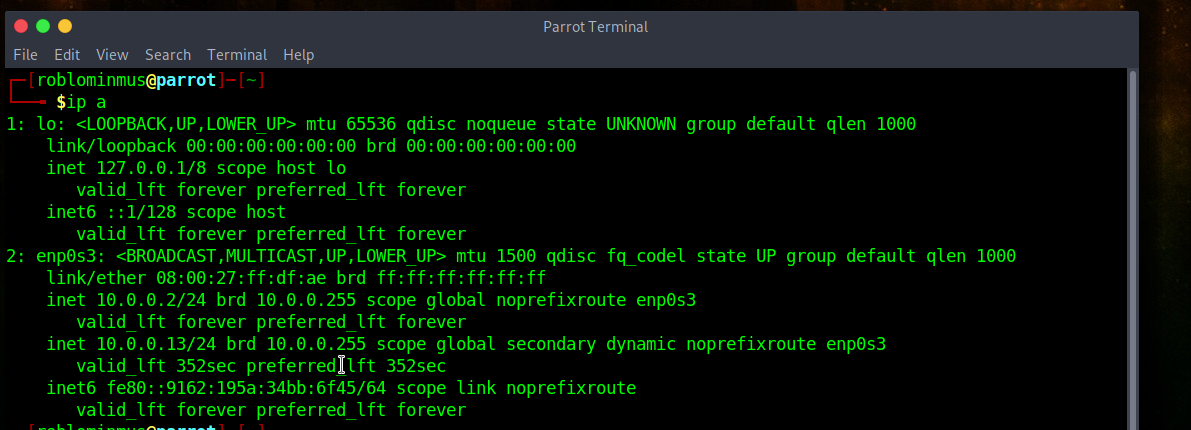 Parrot Terminal
File Edit View Search Terminal Help
┌─[roblominmus@parrot]─[~]
└──╼ $ip a
1: lo: <LOOPBACK,UP,LOWER_UP> mtu 65536 qdisc noqueue state UNKNOWN group default qlen 1000
    link/loopback 00:00:00:00:00:00 brd 00:00:00:00:00:00
    inet 127.0.0.1/8 scope host lo
       valid_lft forever preferred_lft forever
    inet6 ::1/128 scope host
       valid_lft forever preferred_lft forever
2: enp0s3: <BROADCAST,MULTICAST,UP,LOWER_UP> mtu 1500 qdisc fq_codel state UP group default qlen 1000
    link/ether 08:00:27:ff:df:ae brd ff:ff:ff:ff:ff:ff
    inet 10.0.0.2/24 brd 10.0.0.255 scope global noprefixroute enp0s3
       valid_lft forever preferred_lft forever
    inet 10.0.0.13/24 brd 10.0.0.255 scope global secondary dynamic noprefixroute enp0s3
       valid_lft 352sec preferred_lft 352sec
    inet6 fe80::9162:195a:34bb:6f45/64 scope link noprefixroute
       valid_lft forever preferred_lft forever
┌─[roblominmus@parrot]─[~]